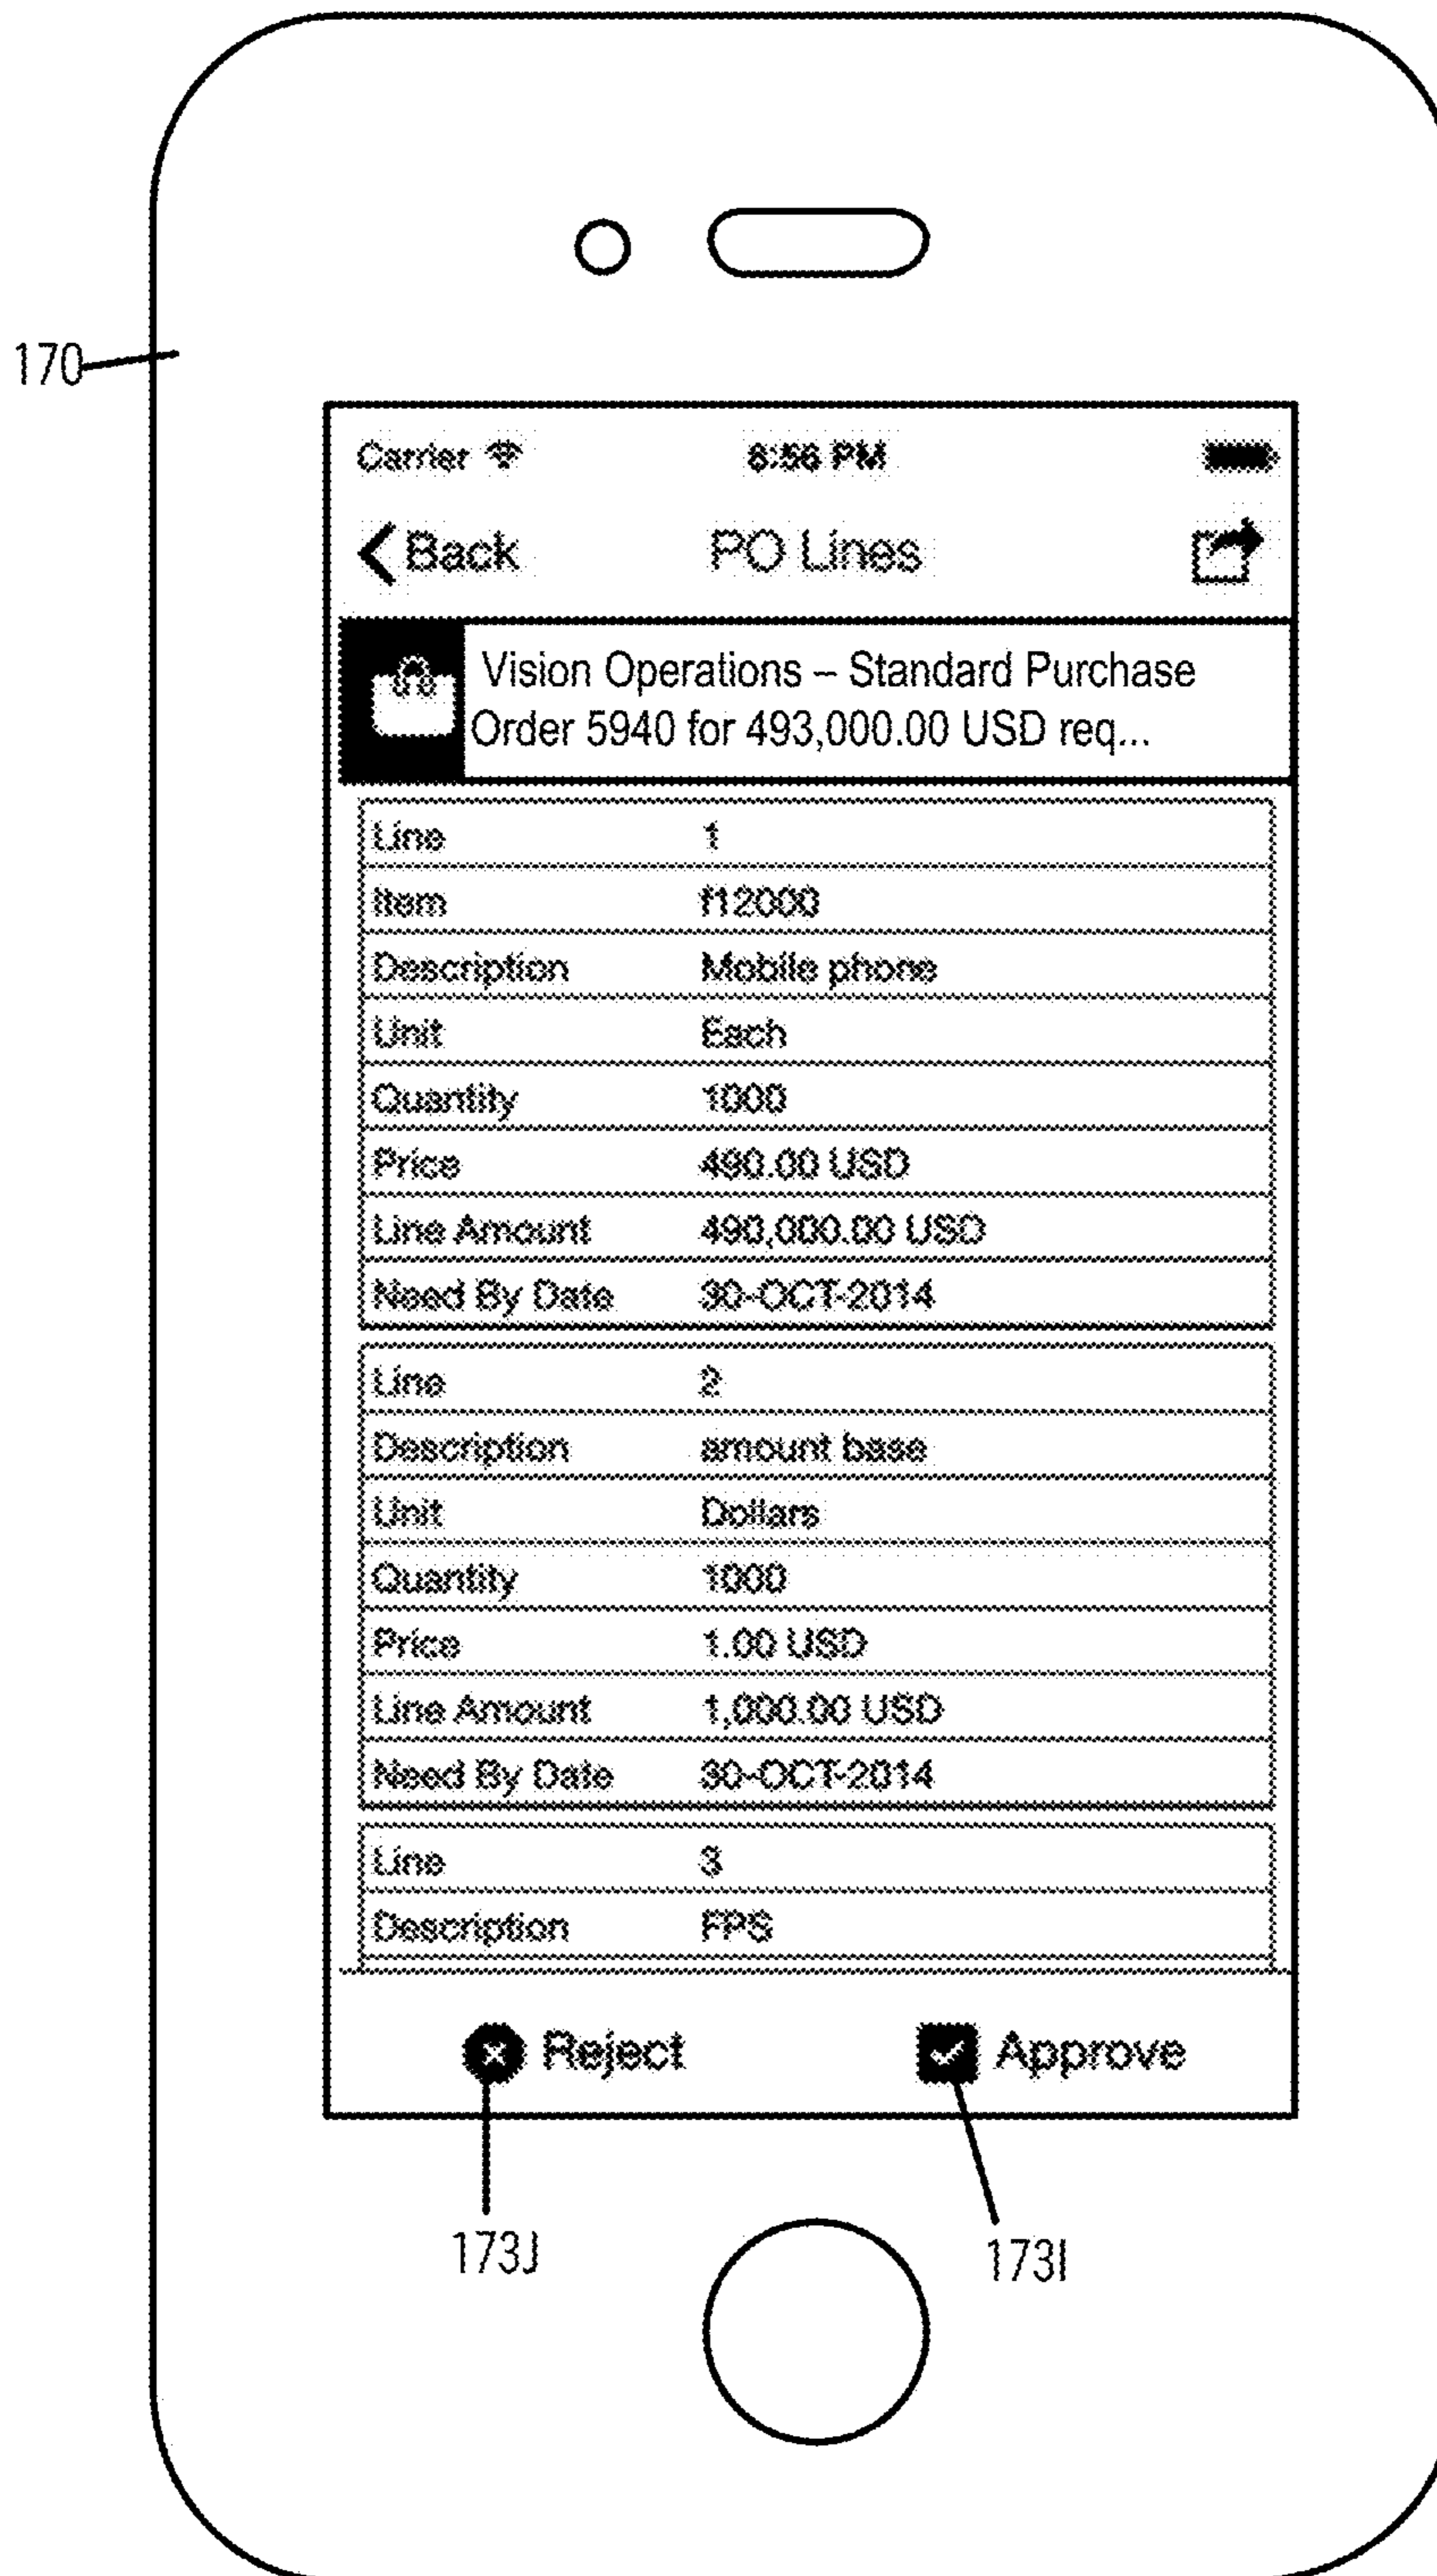 170
Carrier 8:56 PM
Back PO Lines
Vision Operations – Standard Purchase
Order 5940 for 493,000.00 USD req...
Line 1
Item f12000
Description Mobile phone
Unit Each
Quantity 1000
Price 490.00 USD
Line Amount 490,000.00 USD
Need By Date 30-OCT-2014
Line 2
Description amount base
Unit Dollars
Quantity 1000
Price 1.00 USD
Line Amount 1,000.00 USD
Need By Date 30-OCT-2014
Line 3
Description FPS
Reject Approve
173J 173I